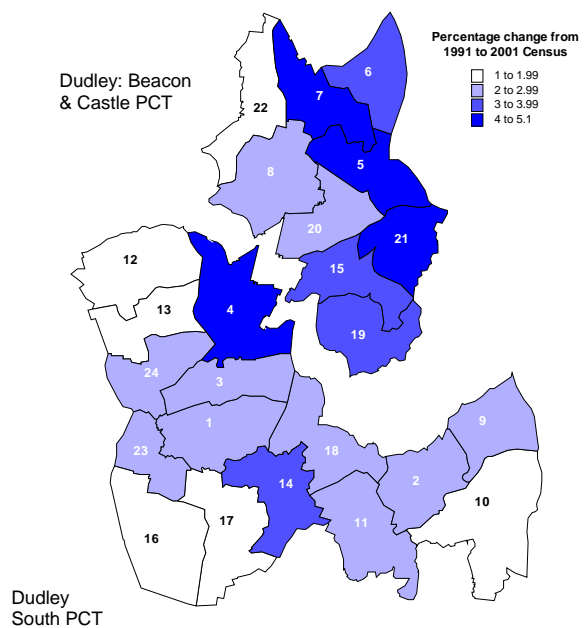 Percentage change from
1991 to 2001 Census
1 to 1.99
2 to 2.99
3 to 3.99
4 to 5.1
Dudley: Beacon
& Castle PCT
6
7
22
5
8
20
21
12
15
13
4
19
24
3
9
1
23
18
2
14
10
11
17
16
Dudley
South PCT